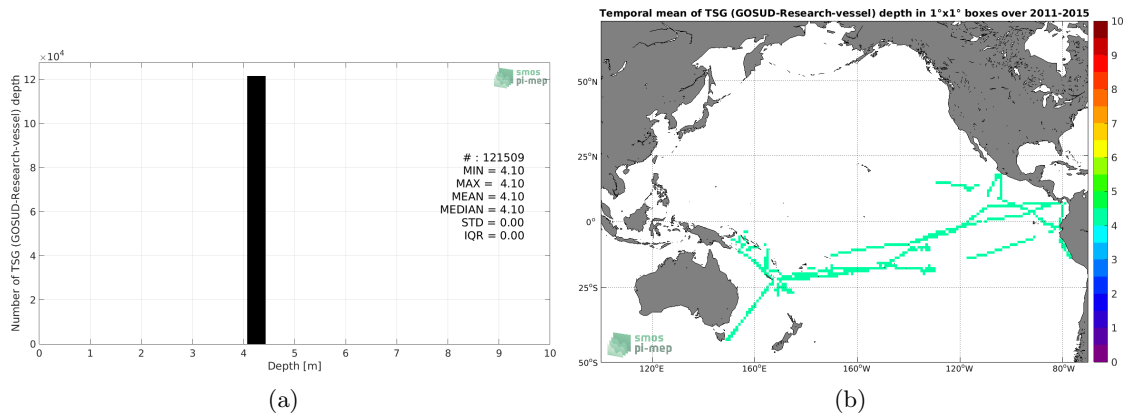 ×10⁴
12
10
8
6
4
2
0
Number of TSG (GOSUD-Research-vessel) depth
smos
pi-mep
# : 121509
MIN = 4.10
MAX = 4.10
MEAN = 4.10
MEDIAN = 4.10
STD = 0.00
IQR = 0.00
0 1 2 3 4 5 6 7 8 9 10
Depth [m]
(a)
Temporal mean of TSG (GOSUD-Research-vessel) depth in 1°x1° boxes over 2011-2015
50°N
25°N
0°
25°S
50°S
smos
pi-mep
120°E 160°E 160°W 120°W 80°W
10
9
8
7
6
5
4
3
2
1
0
(b)